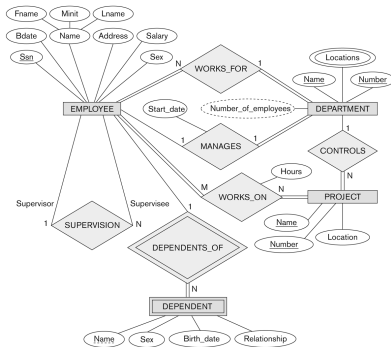 Fname Minit Lname
Bdate Name Address Salary
Ssn Sex
N WORKS_FOR 1
Locations
Name Number
Start_date Number_of_employees
EMPLOYEE DEPARTMENT
1 MANAGES 1
1 CONTROLS
Hours
M WORKS_ON N N
PROJECT
Supervisor Supervisee
1 SUPERVISION N
1
Name
Number Location
DEPENDENTS_OF
N
DEPENDENT
Name Sex Birth_date Relationship